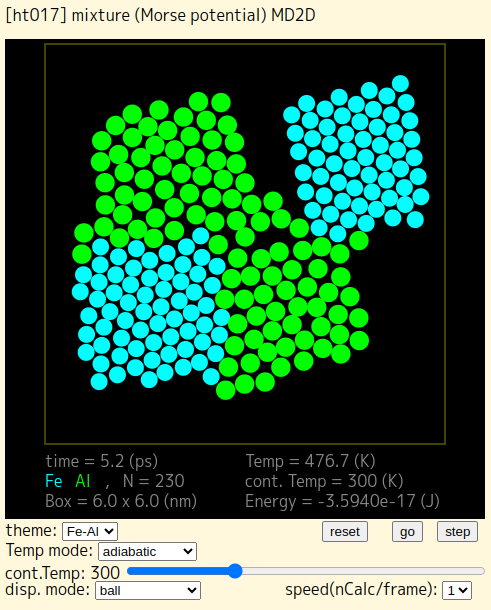 [ht017] mixture (Morse potential) MD2D
time = 5.2 (ps) Temp = 476.7 (K)
Fe Al , N = 230 cont. Temp = 300 (K)
Box = 6.0 x 6.0 (nm) Energy = -3.5940e-17 (J)
theme: Fe-Al reset go step
Temp mode: adiabatic
cont.Temp: 300
disp. mode: ball speed(nCalc/frame): 1